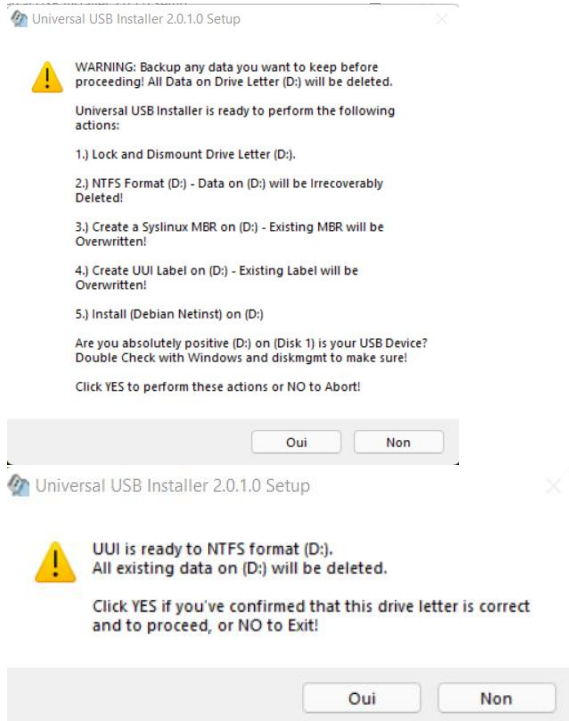 Universal USB Installer 2.0.1.0 Setup
WARNING: Backup any data you want to keep before
proceeding! All Data on Drive Letter (D:) will be deleted.
Universal USB Installer is ready to perform the following
actions:
1.) Lock and Dismount Drive Letter (D:).
2.) NTFS Format (D:) - Data on (D:) will be Irrecoverably
Deleted!
3.) Create a Syslinux MBR on (D:) - Existing MBR will be
Overwritten!
4.) Create UUI Label on (D:) - Existing Label will be
Overwritten!
5.) Install (Debian Netinst) on (D:)
Are you absolutely positive (D:) on (Disk 1) is your USB Device?
Double Check with Windows and diskmgmt to make sure!
Click YES to perform these actions or NO to Abort!
Oui Non
Universal USB Installer 2.0.1.0 Setup
UUI is ready to NTFS format (D:).
All existing data on (D:) will be deleted.
Click YES if you've confirmed that this drive letter is correct
and to proceed, or NO to Exit!
Oui Non